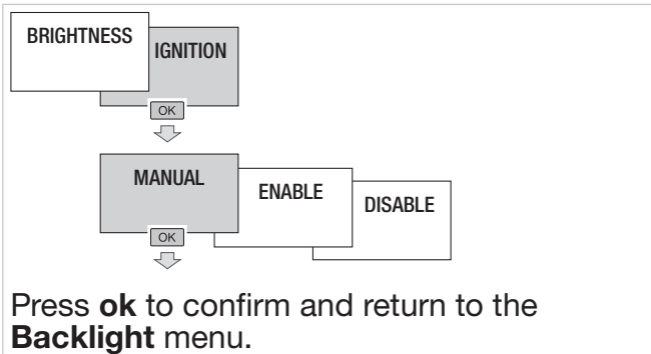 BRIGHTNESS
IGNITION
OK
MANUAL
ENABLE
DISABLE
OK
Press ok to confirm and return to the
Backlight menu.